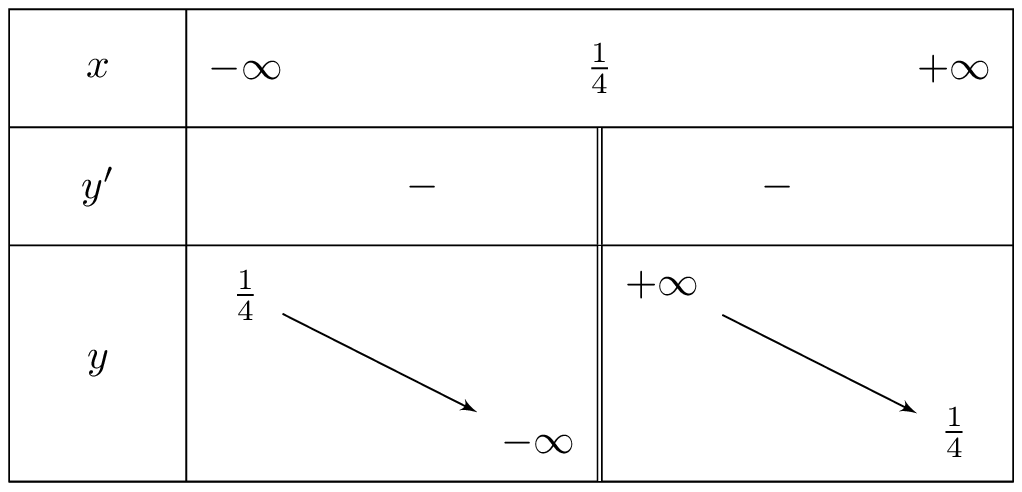 x −∞ 1/4 +∞
y′ − −
y 1/4 −∞ +∞ 1/4